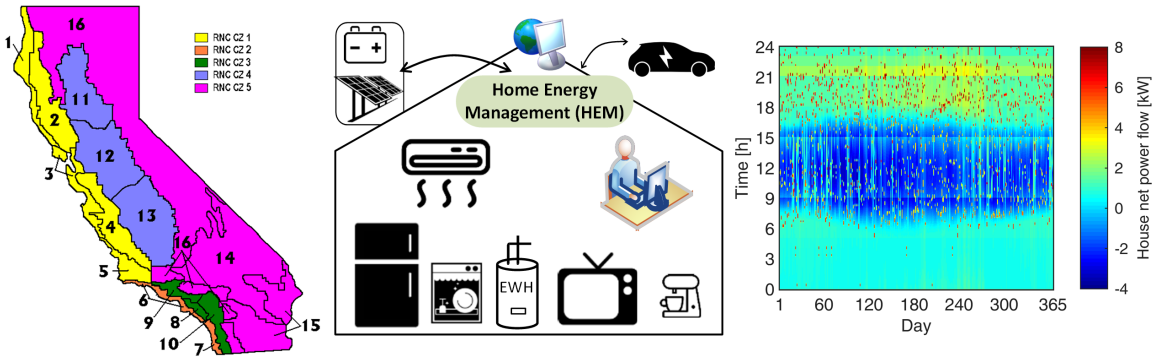 16
1
2
3
4
5
6
9
8
10
7
11
12
13
16
14
15
RNC CZ 1
RNC CZ 2
RNC CZ 3
RNC CZ 4
RNC CZ 5
Home Energy
Management (HEM)
EWH
24
21
18
15
12
9
6
3
0
Time [h]
1 60 120 180 240 300 365
Day
8
6
4
2
0
-2
-4
House net power flow [kW]